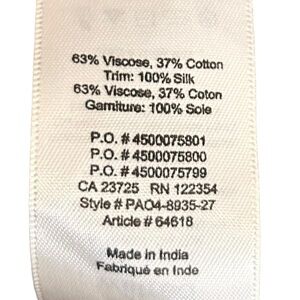 63% Viscose, 37% Cotton
Trim: 100% Silk
63% Viscose, 37% Coton
Garniture: 100% Soie
P.O. # 4500075801
P.O. # 4500075800
P.O. # 4500075799
CA 23725 RN 122354
Style # PAO4-8935-27
Article # 64618
Made in India
Fabriqué en Inde